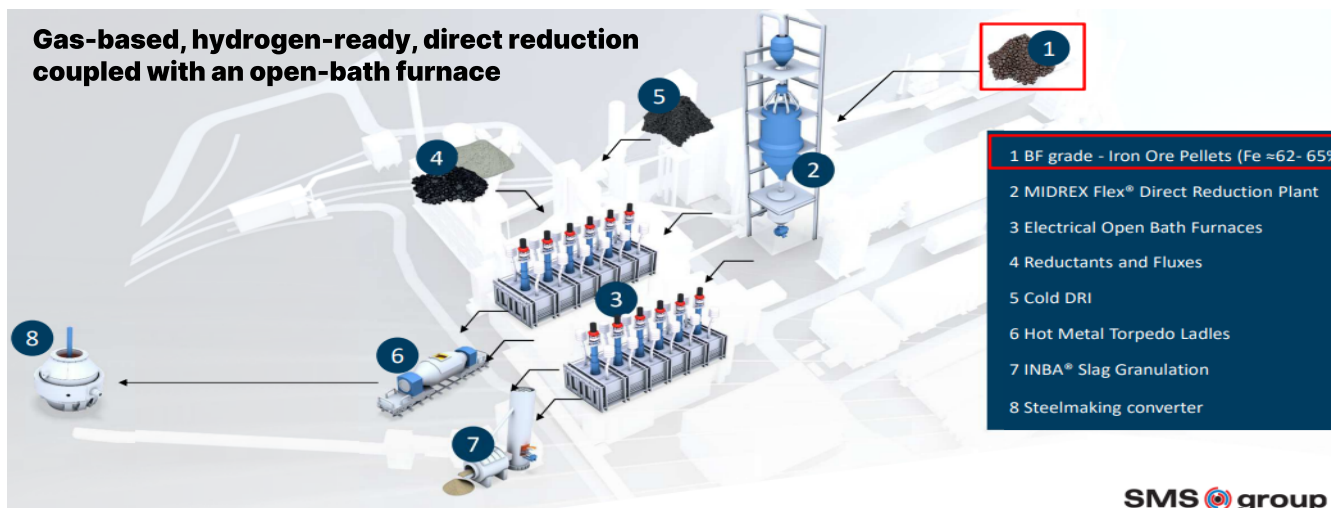 Gas-based, hydrogen-ready, direct reduction
coupled with an open-bath furnace
1
5
4
2
3
8
6
7
1 BF grade - Iron Ore Pellets (Fe ≈62- 65%
2 MIDREX Flex® Direct Reduction Plant
3 Electrical Open Bath Furnaces
4 Reductants and Fluxes
5 Cold DRI
6 Hot Metal Torpedo Ladles
7 INBA® Slag Granulation
8 Steelmaking converter
SMS group